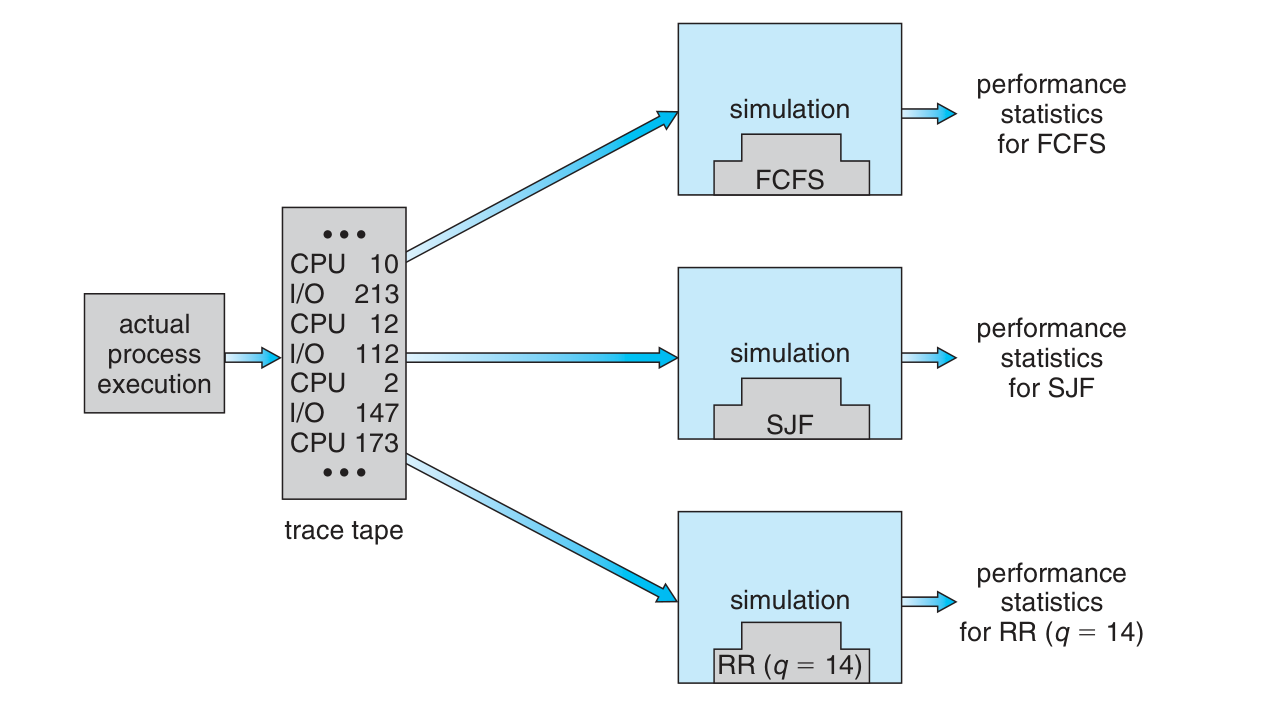 actual
process
execution
• • •
CPU 10
I/O 213
CPU 12
I/O 112
CPU 2
I/O 147
CPU 173
• • •
trace tape
simulation
FCFS
performance
statistics
for FCFS
simulation
SJF
performance
statistics
for SJF
simulation
RR (q = 14)
performance
statistics
for RR (q = 14)